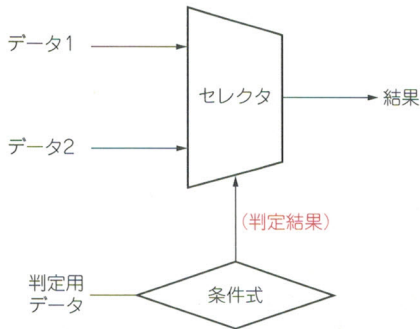 データ1
セレクタ
結果
データ2
(判定結果)
判定用
データ
条件式